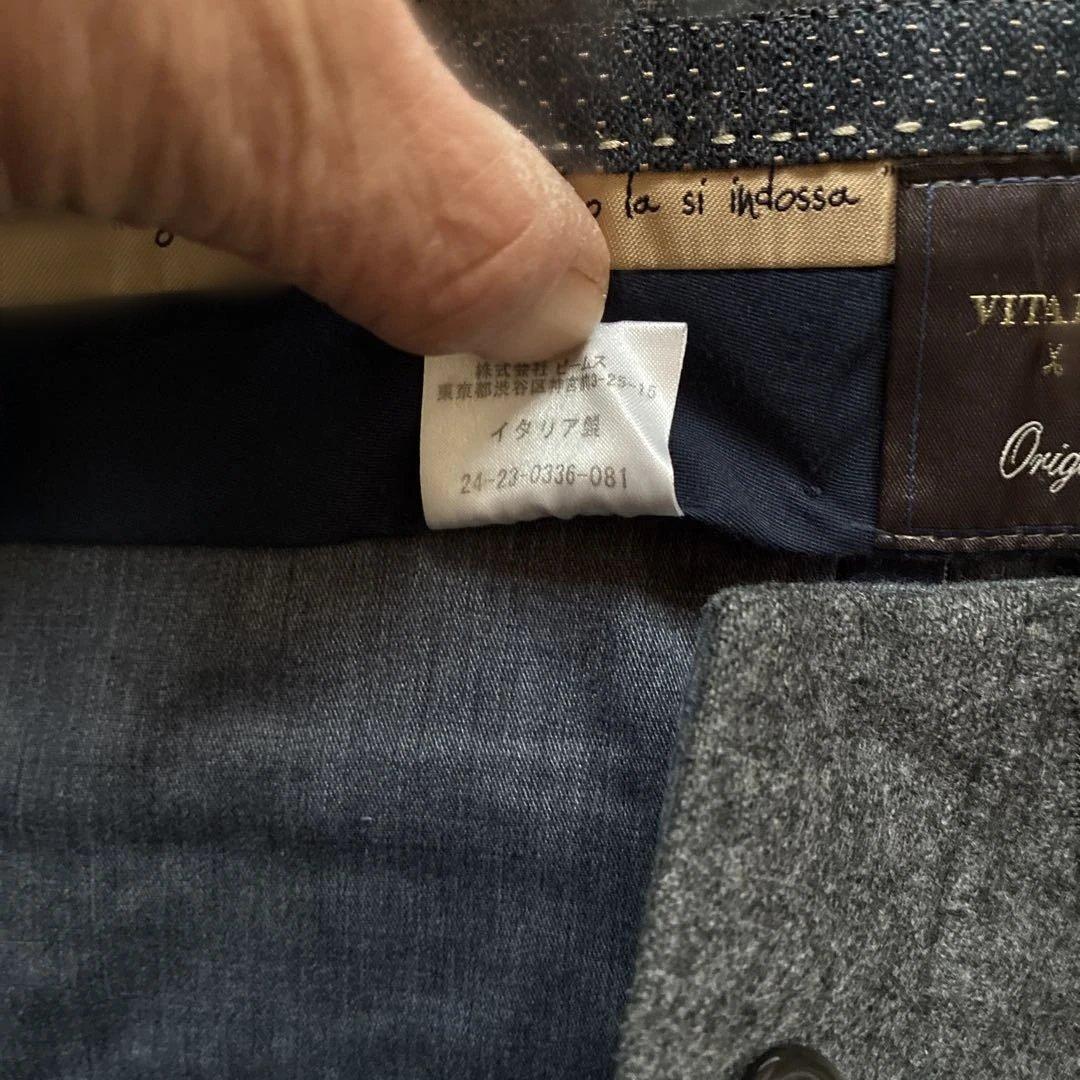 la si indossa"
株式会社 ビームス
東京都渋谷区神宮前3-25-15
イタリア製
24-23-0336-081
VITA
X
Orig